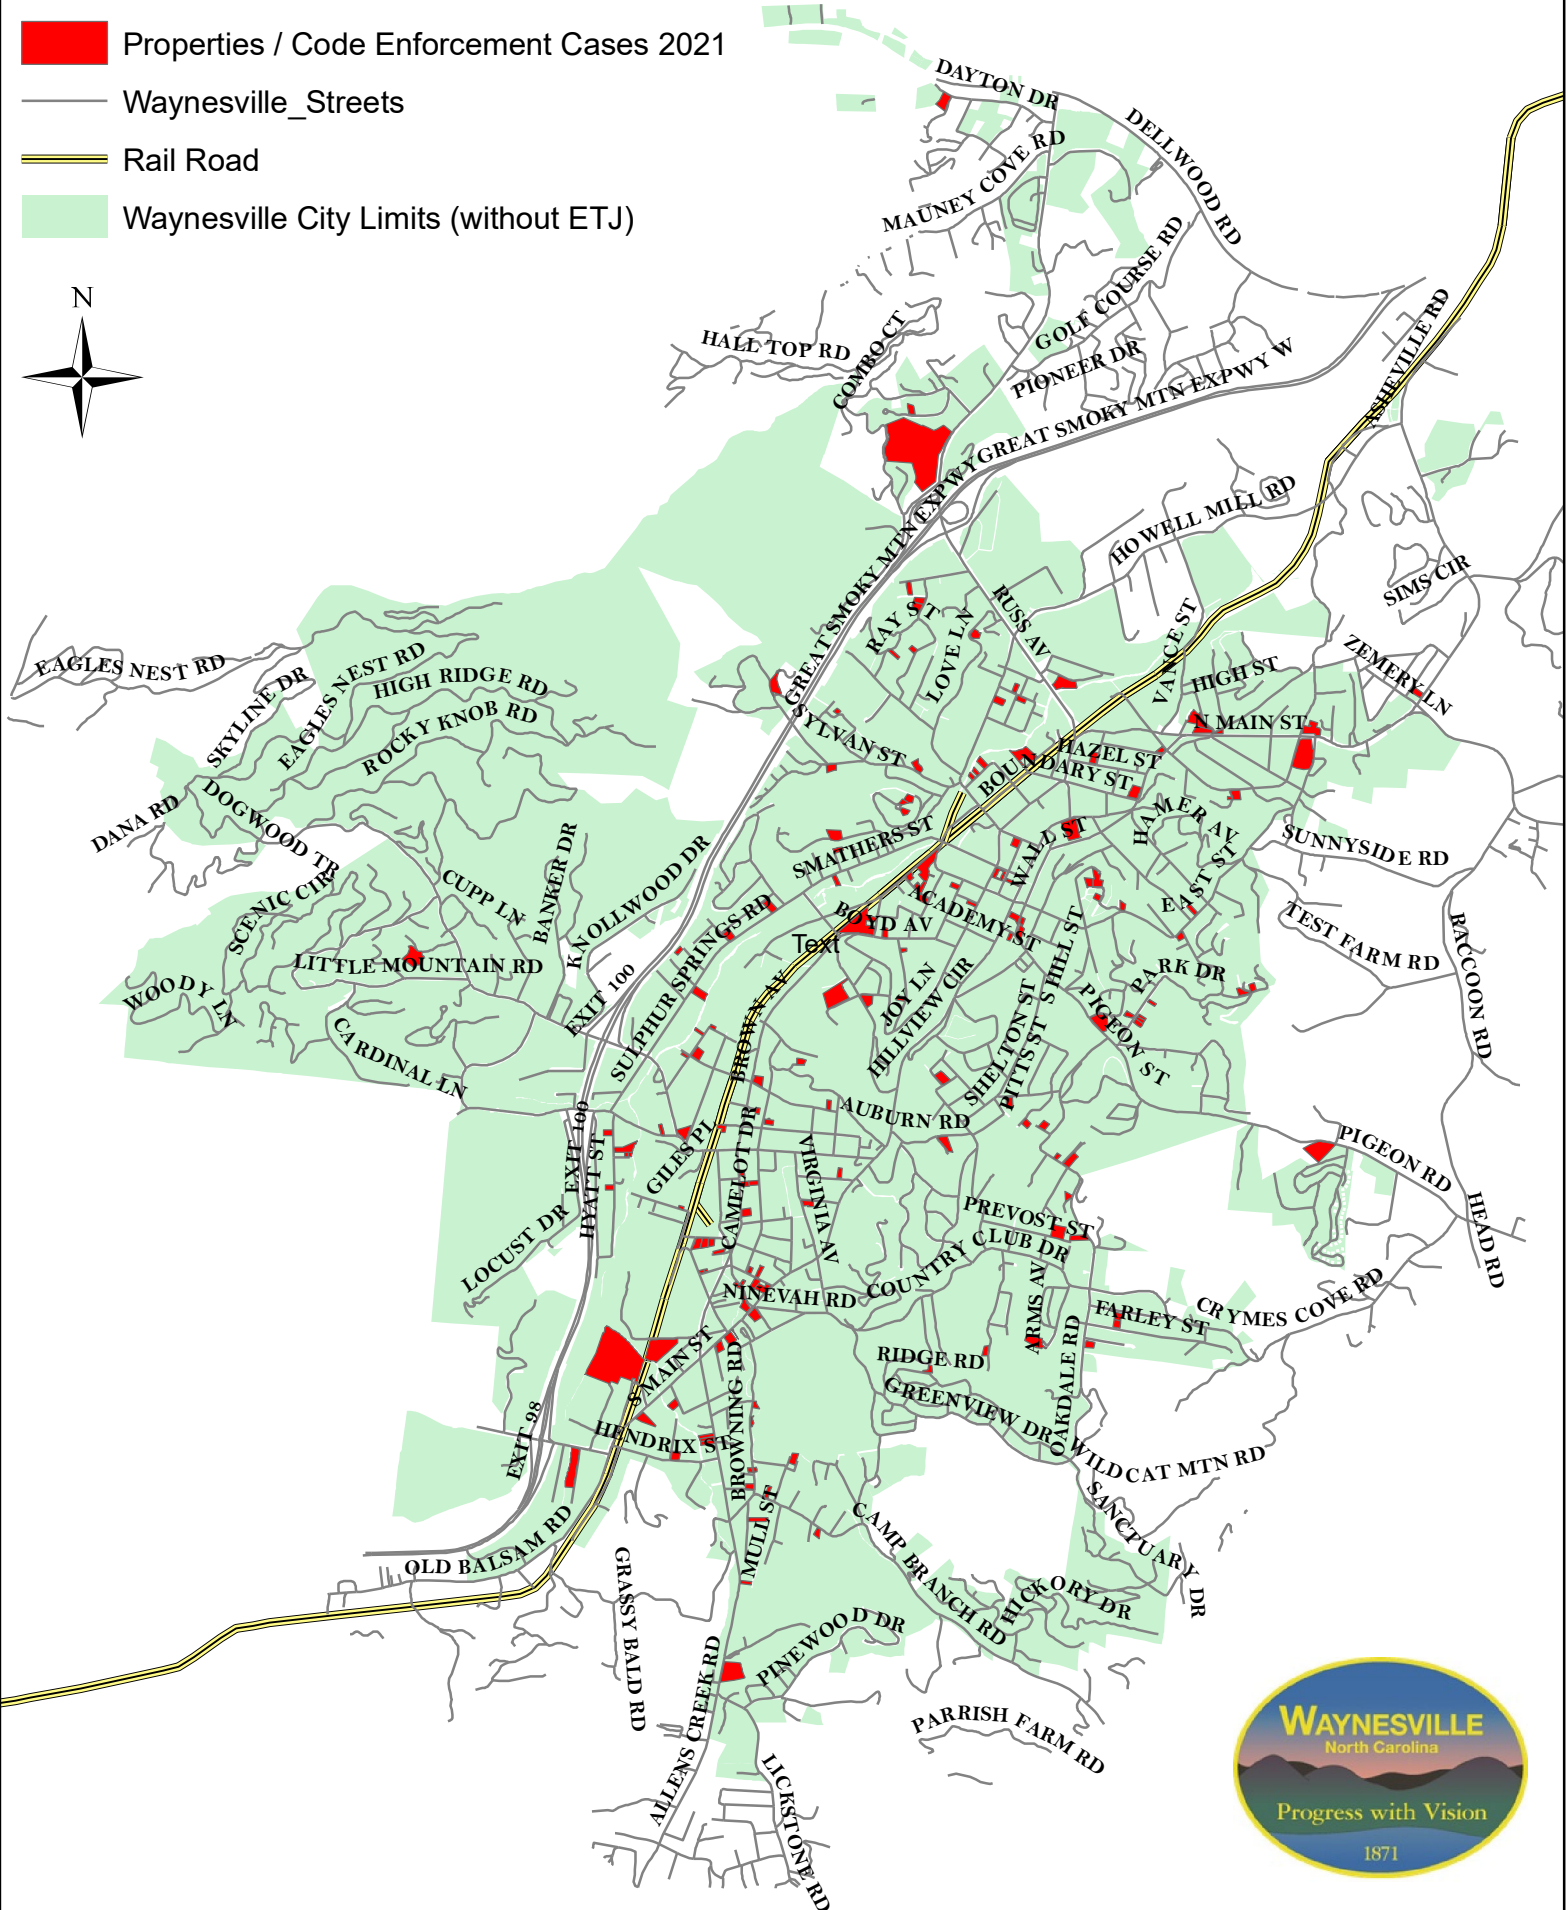 Properties / Code Enforcement Cases 2021
Waynesville_Streets
Rail Road
Waynesville City Limits (without ETJ)
N
DAYTON DR
DELLWOOD RD
MAUNEY COVE RD
GOLF COURSE RD
HALL TOP RD
COMBO CT
PIONEER DR
ASHEVILLE RD
GREAT SMOKY MTN EXPWY W
GREAT SMOKY MTN EXPWY
HOWELL MILL RD
SIMS CIR
RAY ST
LOVE LN
RUSS AV
VANCE ST
HIGH ST
ZEMERY LN
EAGLES NEST RD
SKYLINE DR
EAGLES NEST RD
HIGH RIDGE RD
ROCKY KNOB RD
SYLVAN ST
N MAIN ST
HAZEL ST
BOUNDARY ST
DANA RD
DOGWOOD TR
HAMER AV
SUNNYSIDE RD
SMATHERS ST
WALL ST
EAST ST
SCENIC CIR
CUPP LN
BANKER DR
KNOLLWOOD DR
ACADEMY ST
BOYD AV
Text
TEST FARM RD
RACCOON RD
LITTLE MOUNTAIN RD
WOODY LN
EXIT 100
SULPHUR SPRINGS RD
BROWN AV
JOY LN
HILLVIEW CIR
S HILL ST
PARK DR
PIGEON ST
SHELTON ST
PITTS ST
CARDINAL LN
AUBURN RD
EXIT 100
HYATT ST
GILES PL
CAMELOT DR
VIRGINIA AV
PIGEON RD
HEAD RD
LOCUST DR
PREVOST ST
COUNTRY CLUB DR
NINEVAH RD
ARMS AV
FARLEY ST
CRYMES COVE RD
S MAIN ST
RIDGE RD
OAKDALE RD
GREENVIEW DR
BROWNING RD
HENDRIX ST
EXIT 98
WILDCAT MTN RD
SANCTUARY DR
MULL ST
CAMP BRANCH RD
OLD BALSAM RD
HICKORY DR
GRASSY BALD RD
PINEWOOD DR
ALLENS CREEK RD
PARRISH FARM RD
LICKSTONE RD
WAYNESVILLE
North Carolina
Progress with Vision
1871